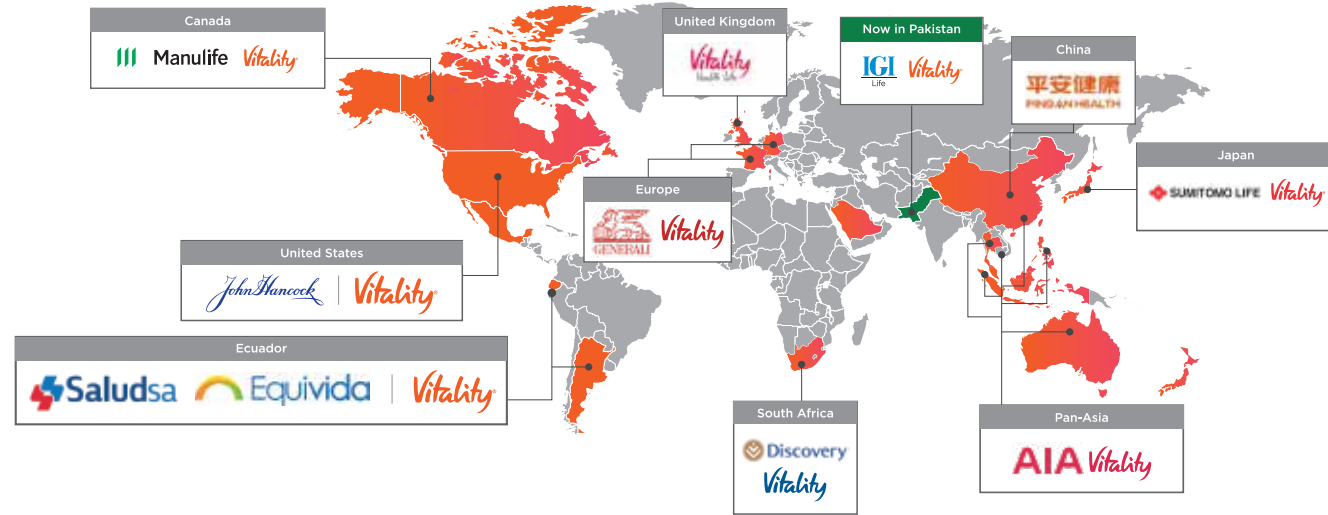 Canada
Manulife Vitality
United Kingdom
Vitality
Health Life
Now in Pakistan
IGI Vitality
Life
China
平安健康
PING AN HEALTH
Japan
SUMITOMO LIFE Vitality
Europe
GENERALI Vitality
United States
John Hancock Vitality
Ecuador
Saludsa Equivida Vitality
South Africa
Discovery
Vitality
Pan-Asia
AIA Vitality